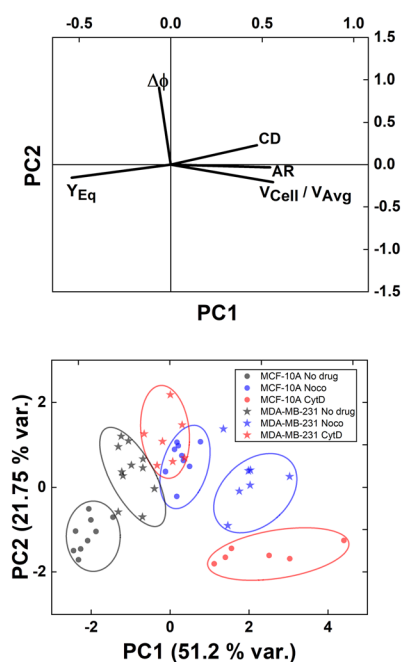 -0.5 0.0 0.5 1.0
1.5
1.0
0.5
0.0
-0.5
-1.0
-1.5
Δϕ
CD
AR
Y_Eq
V_Cell / V_Avg
PC2
PC1
MCF-10A No drug
MCF-10A Noco
MCF-10A CytD
MDA-MB-231 No drug
MDA-MB-231 Noco
MDA-MB-231 CytD
2
0
-2
PC2 (21.75 % var.)
-2 0 2 4
PC1 (51.2 % var.)